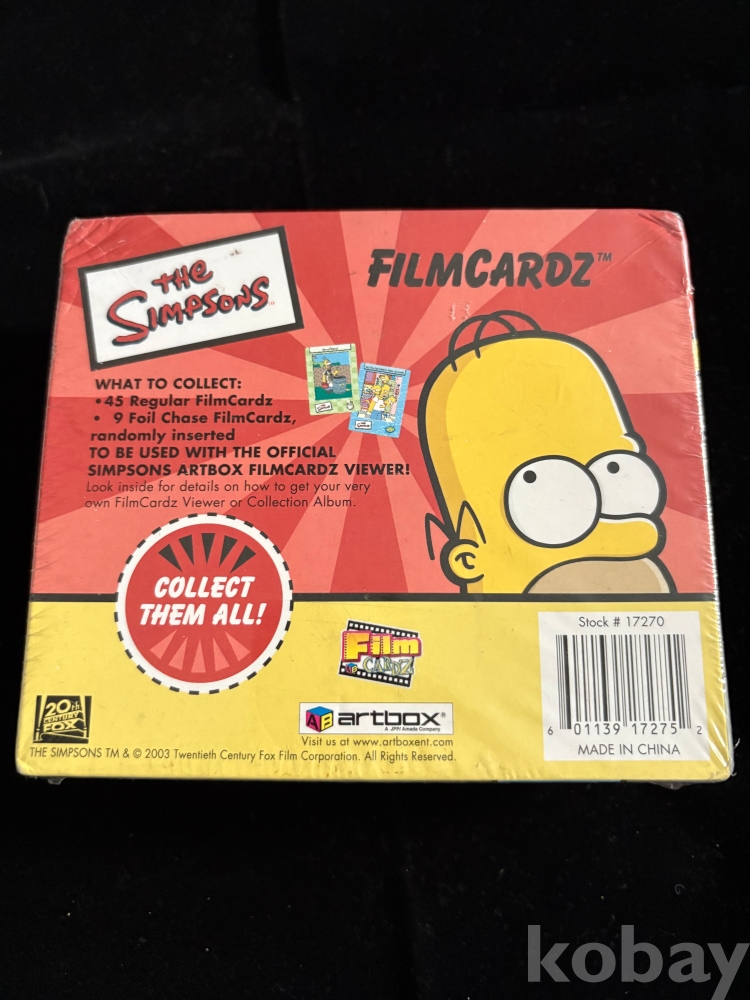 THE
SIMPSONS
FILMCARDZ™
WHAT TO COLLECT:
• 45 Regular FilmCardz
• 9 Foil Chase FilmCardz,
randomly inserted
TO BE USED WITH THE OFFICIAL
SIMPSONS ARTBOX FILMCARDZ VIEWER!
Look inside for details on how to get your very
own FilmCardz Viewer or Collection Album.
COLLECT
THEM ALL!
Film
CARDZ
Stock # 17270
6 01139 17275 2
MADE IN CHINA
20th
CENTURY
FOX
AB artbox®
A JPP/ Amada Company
Visit us at www.artboxent.com
THE SIMPSONS TM & © 2003 Twentieth Century Fox Film Corporation. All Rights Reserved.
kobay